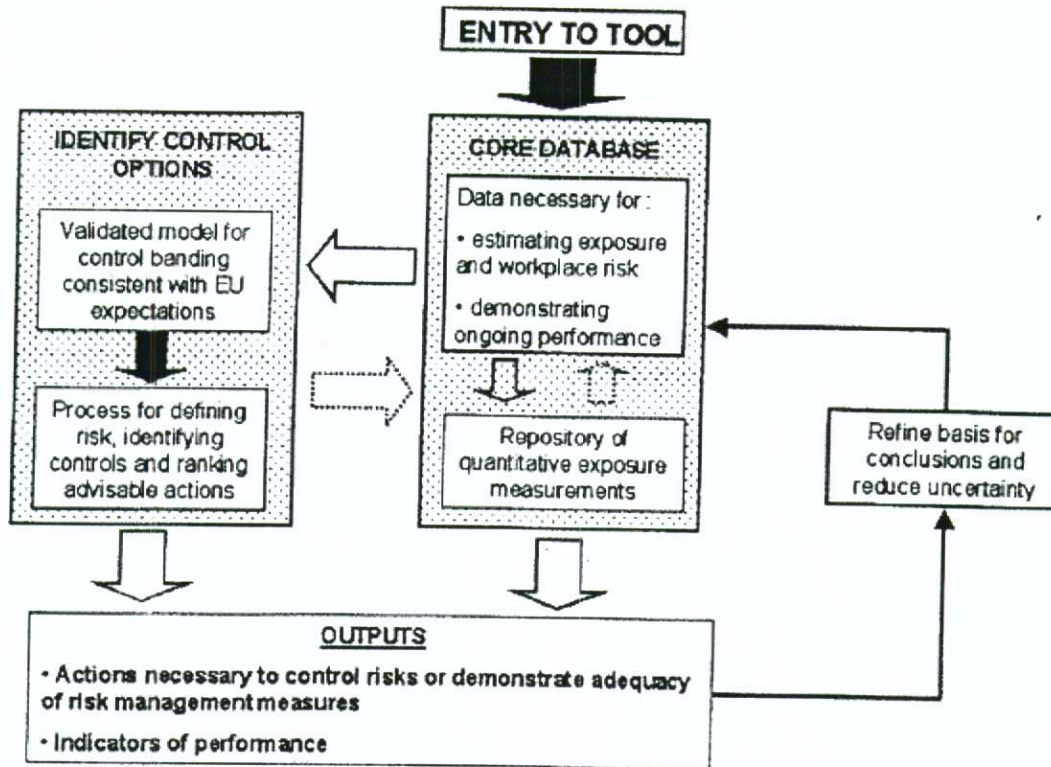 ENTRY TO TOOL
IDENTIFY CONTROL
OPTIONS
Validated model for
control banding
consistent with EU
expectations
Process for defining
risk, identifying
controls and ranking
advisable actions
CORE DATABASE
Data necessary for :
• estimating exposure
and workplace risk
• demonstrating
ongoing performance
Repository of
quantitative exposure
measurements
Refine basis for
conclusions and
reduce uncertainty
OUTPUTS
• Actions necessary to control risks or demonstrate adequacy
of risk management measures
• Indicators of performance